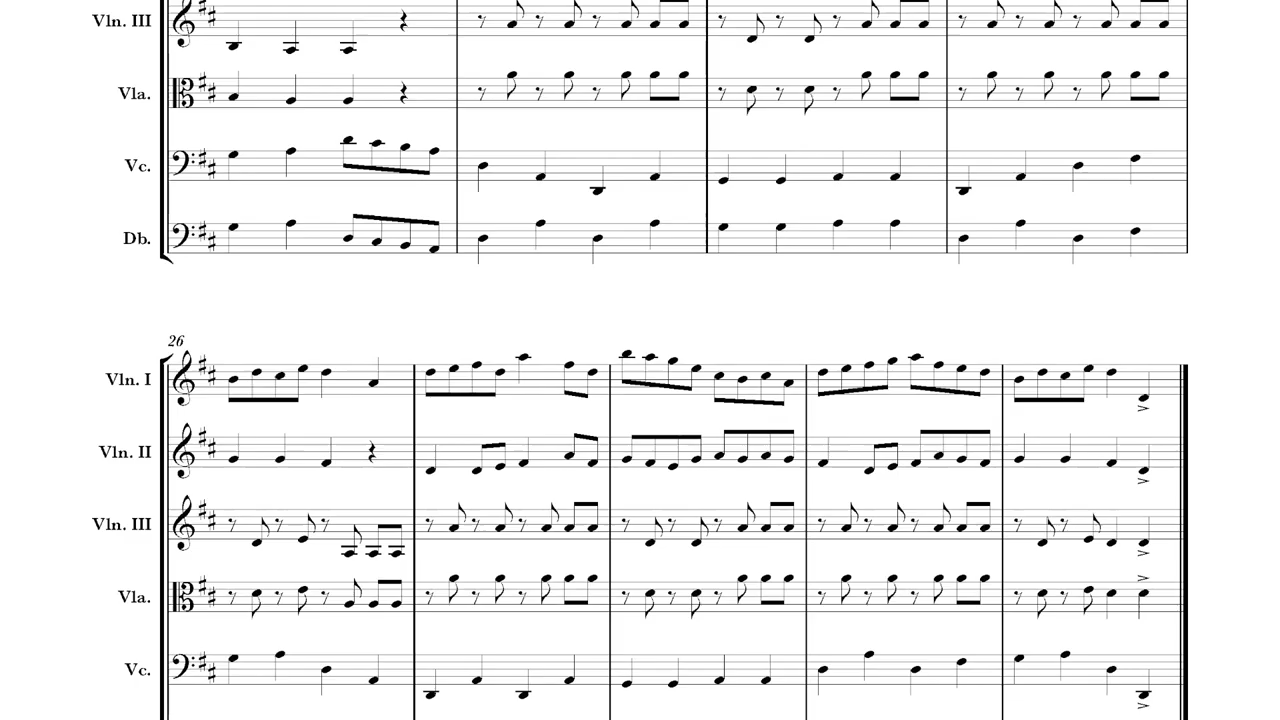 Vln. III
Vla.
Vc.
Db.
26
Vln. I
Vln. II
Vln. III
Vla.
Vc.